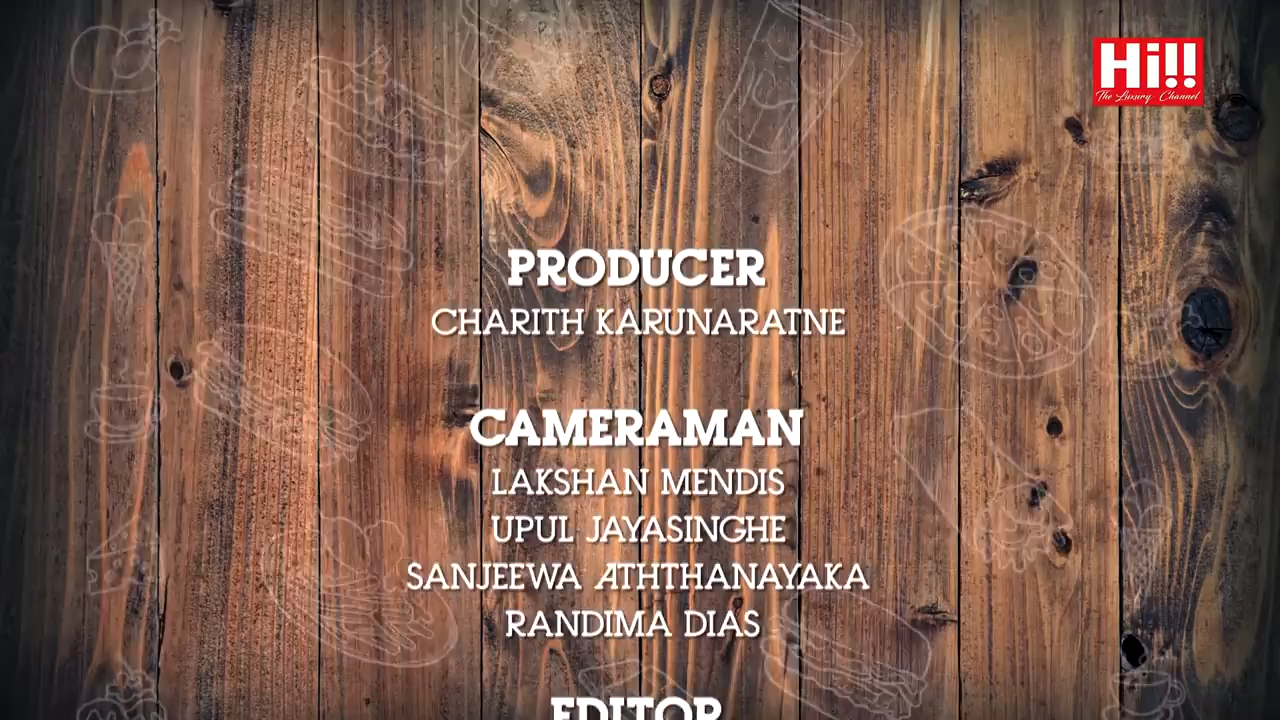 Hi!!
The Luxury Channel
PRODUCER
CHARITH KARUNARATNE
CAMERAMAN
LAKSHAN MENDIS
UPUL JAYASINGHE
SANJEEWA ATHTHANAYAKA
RANDIMA DIAS
EDITOR